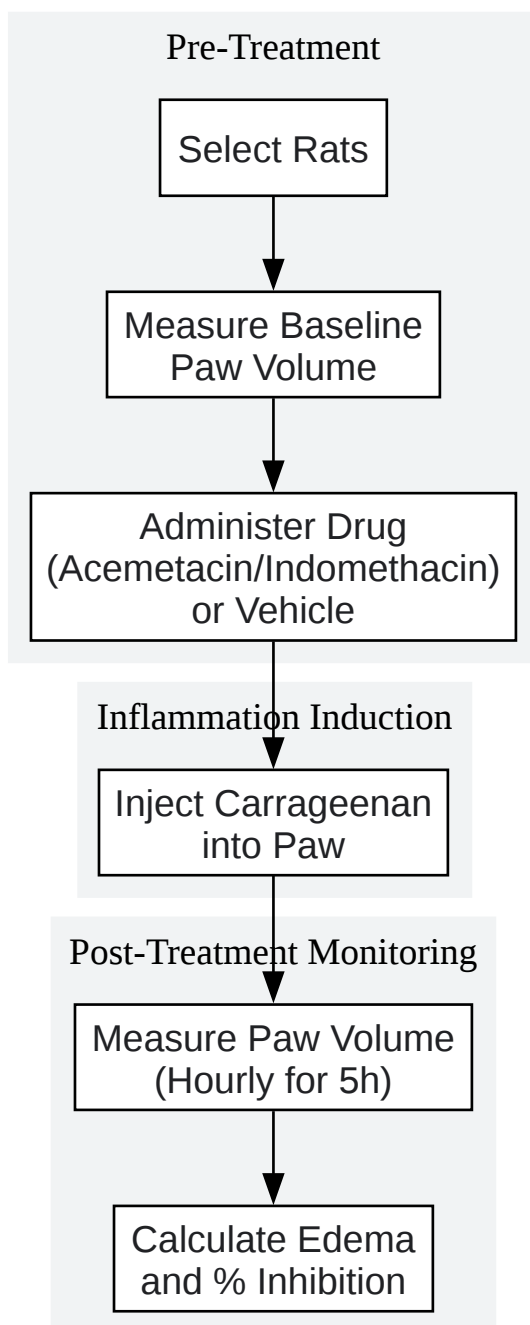 Pre-Treatment
Select Rats
Measure Baseline
Paw Volume
Administer Drug
(Acemetacin/Indomethacin)
or Vehicle
Inflammation Induction
Inject Carrageenan
into Paw
Post-Treatment Monitoring
Measure Paw Volume
(Hourly for 5h)
Calculate Edema
and % Inhibition